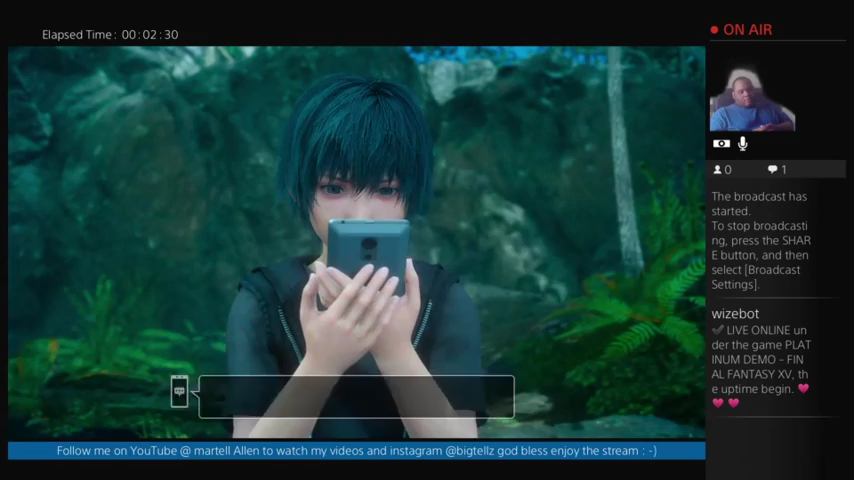 Elapsed Time: 00:02:30
ON AIR
0 1
The broadcast has
started.
To stop broadcasti
ng, press the SHAR
E button, and then
select [Broadcast
Settings].
wizebot
LIVE ONLINE un
der the game PLAT
INUM DEMO – FIN
AL FANTASY XV, th
e uptime begin.
Follow me on YouTube @ martell Allen to watch my videos and instagram @bigtellz god bless enjoy the stream : -)